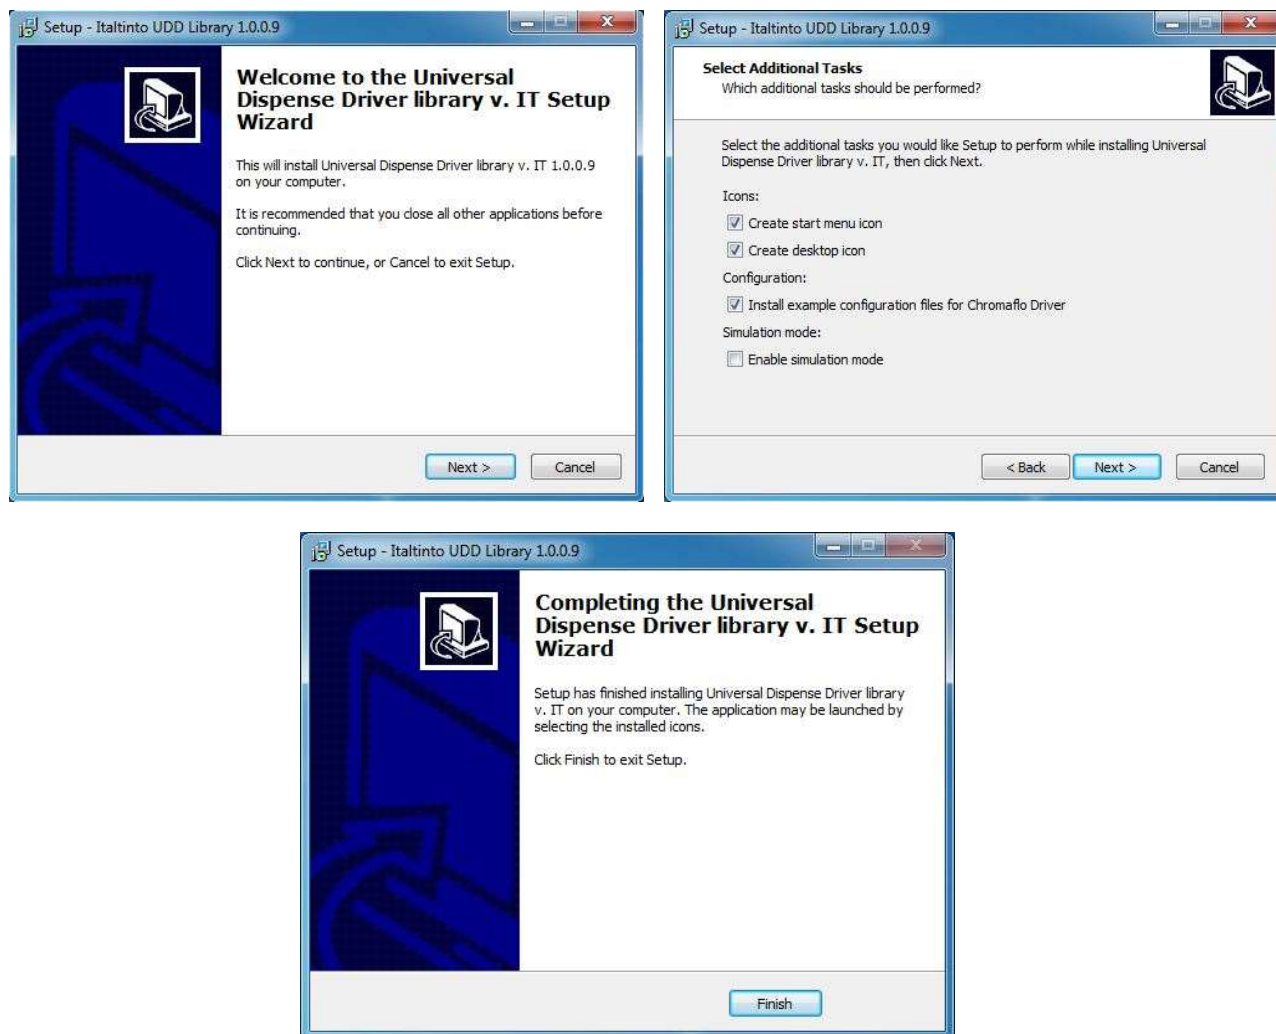 Setup - Italtinto UDD Library 1.0.0.9
Welcome to the Universal
Dispense Driver library v. IT Setup
Wizard
This will install Universal Dispense Driver library v. IT 1.0.0.9
on your computer.
It is recommended that you close all other applications before
continuing.
Click Next to continue, or Cancel to exit Setup.
Next >
Cancel
Setup - Italtinto UDD Library 1.0.0.9
Select Additional Tasks
Which additional tasks should be performed?
Select the additional tasks you would like Setup to perform while installing Universal
Dispense Driver library v. IT, then click Next.
Icons:
Create start menu icon
Create desktop icon
Configuration:
Install example configuration files for Chromaflo Driver
Simulation mode:
Enable simulation mode
< Back
Next >
Cancel
Setup - Italtinto UDD Library 1.0.0.9
Completing the Universal
Dispense Driver library v. IT Setup
Wizard
Setup has finished installing Universal Dispense Driver library
v. IT on your computer. The application may be launched by
selecting the installed icons.
Click Finish to exit Setup.
Finish